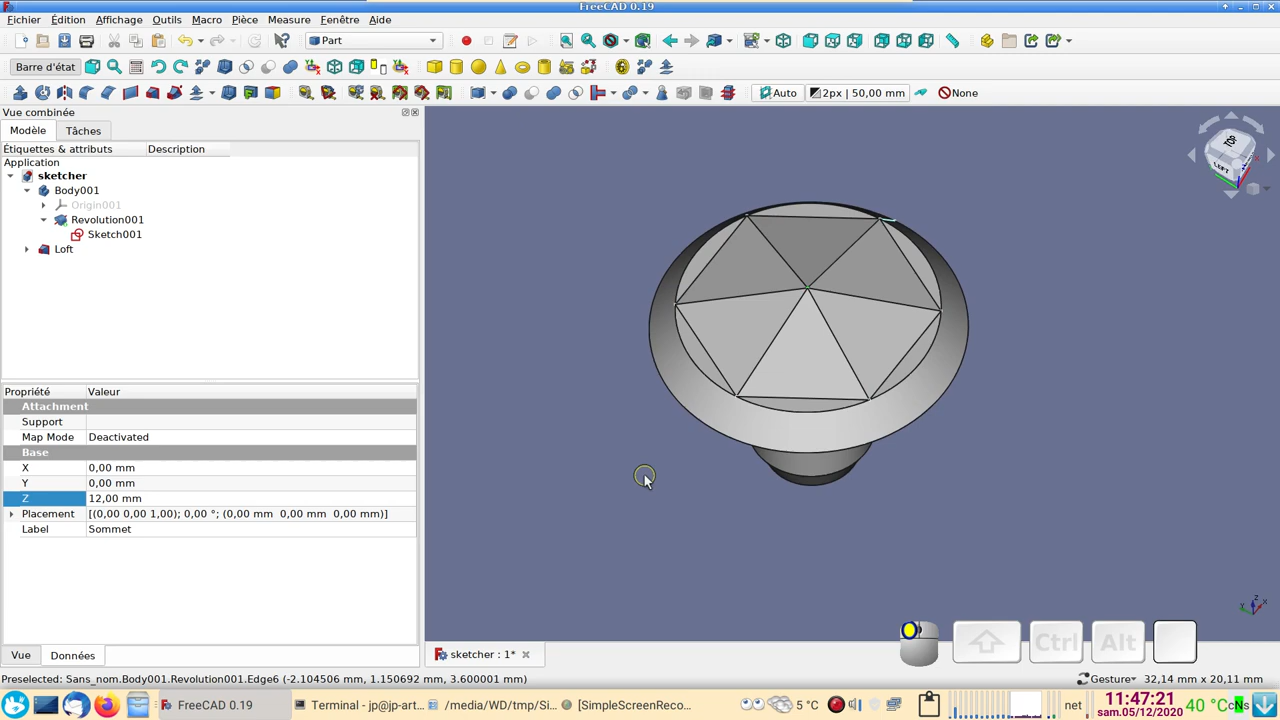 FreeCAD 0.19
Fichier Édition Affichage Outils Macro Pièce Measure Fenêtre Aide
Part
Barre d'état
Auto 2px | 50,00 mm None
Vue combinée
Modèle Tâches
Étiquettes & attributs Description
Application
sketcher
Body001
Origin001
Revolution001
Sketch001
Loft
TOP
LEFT
Propriété Valeur
Attachment
Support
Map Mode Deactivated
Base
X 0,00 mm
Y 0,00 mm
Z 12,00 mm
Placement [(0,00 0,00 1,00); 0,00 °; (0,00 mm 0,00 mm 0,00 mm)]
Label Sommet
Ctrl Alt
Vue Données
sketcher : 1*
Preselected: Sans_nom.Body001.Revolution001.Edge6 (-2.104506 mm, 1.150692 mm, 3.600001 mm)
Gesture 32,14 mm x 20,11 mm
FreeCAD 0.19
Terminal - jp@jp-art...
/media/WD/tmp/Si...
[SimpleScreenReco...
5 °C
net
11:47:21
sam.05/12/2020
40 °C